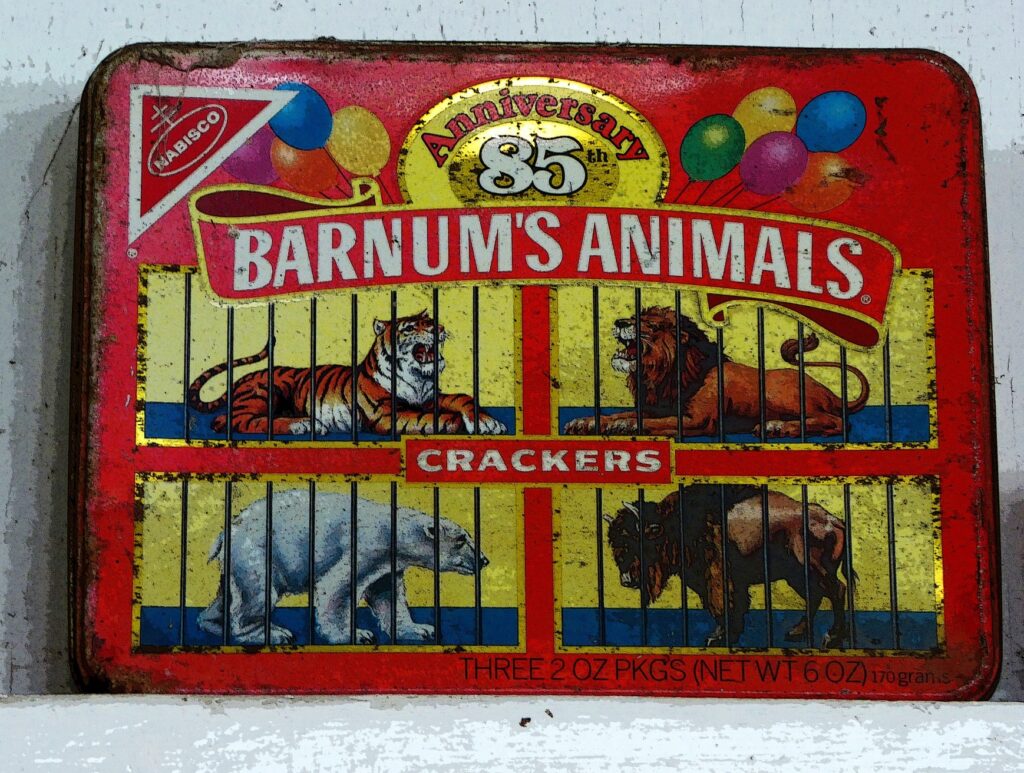 NABISCO
®
Anniversary
85th
BARNUM'S ANIMALS®
CRACKERS
THREE 2 OZ PKGS (NET WT 6 OZ) 170 grams